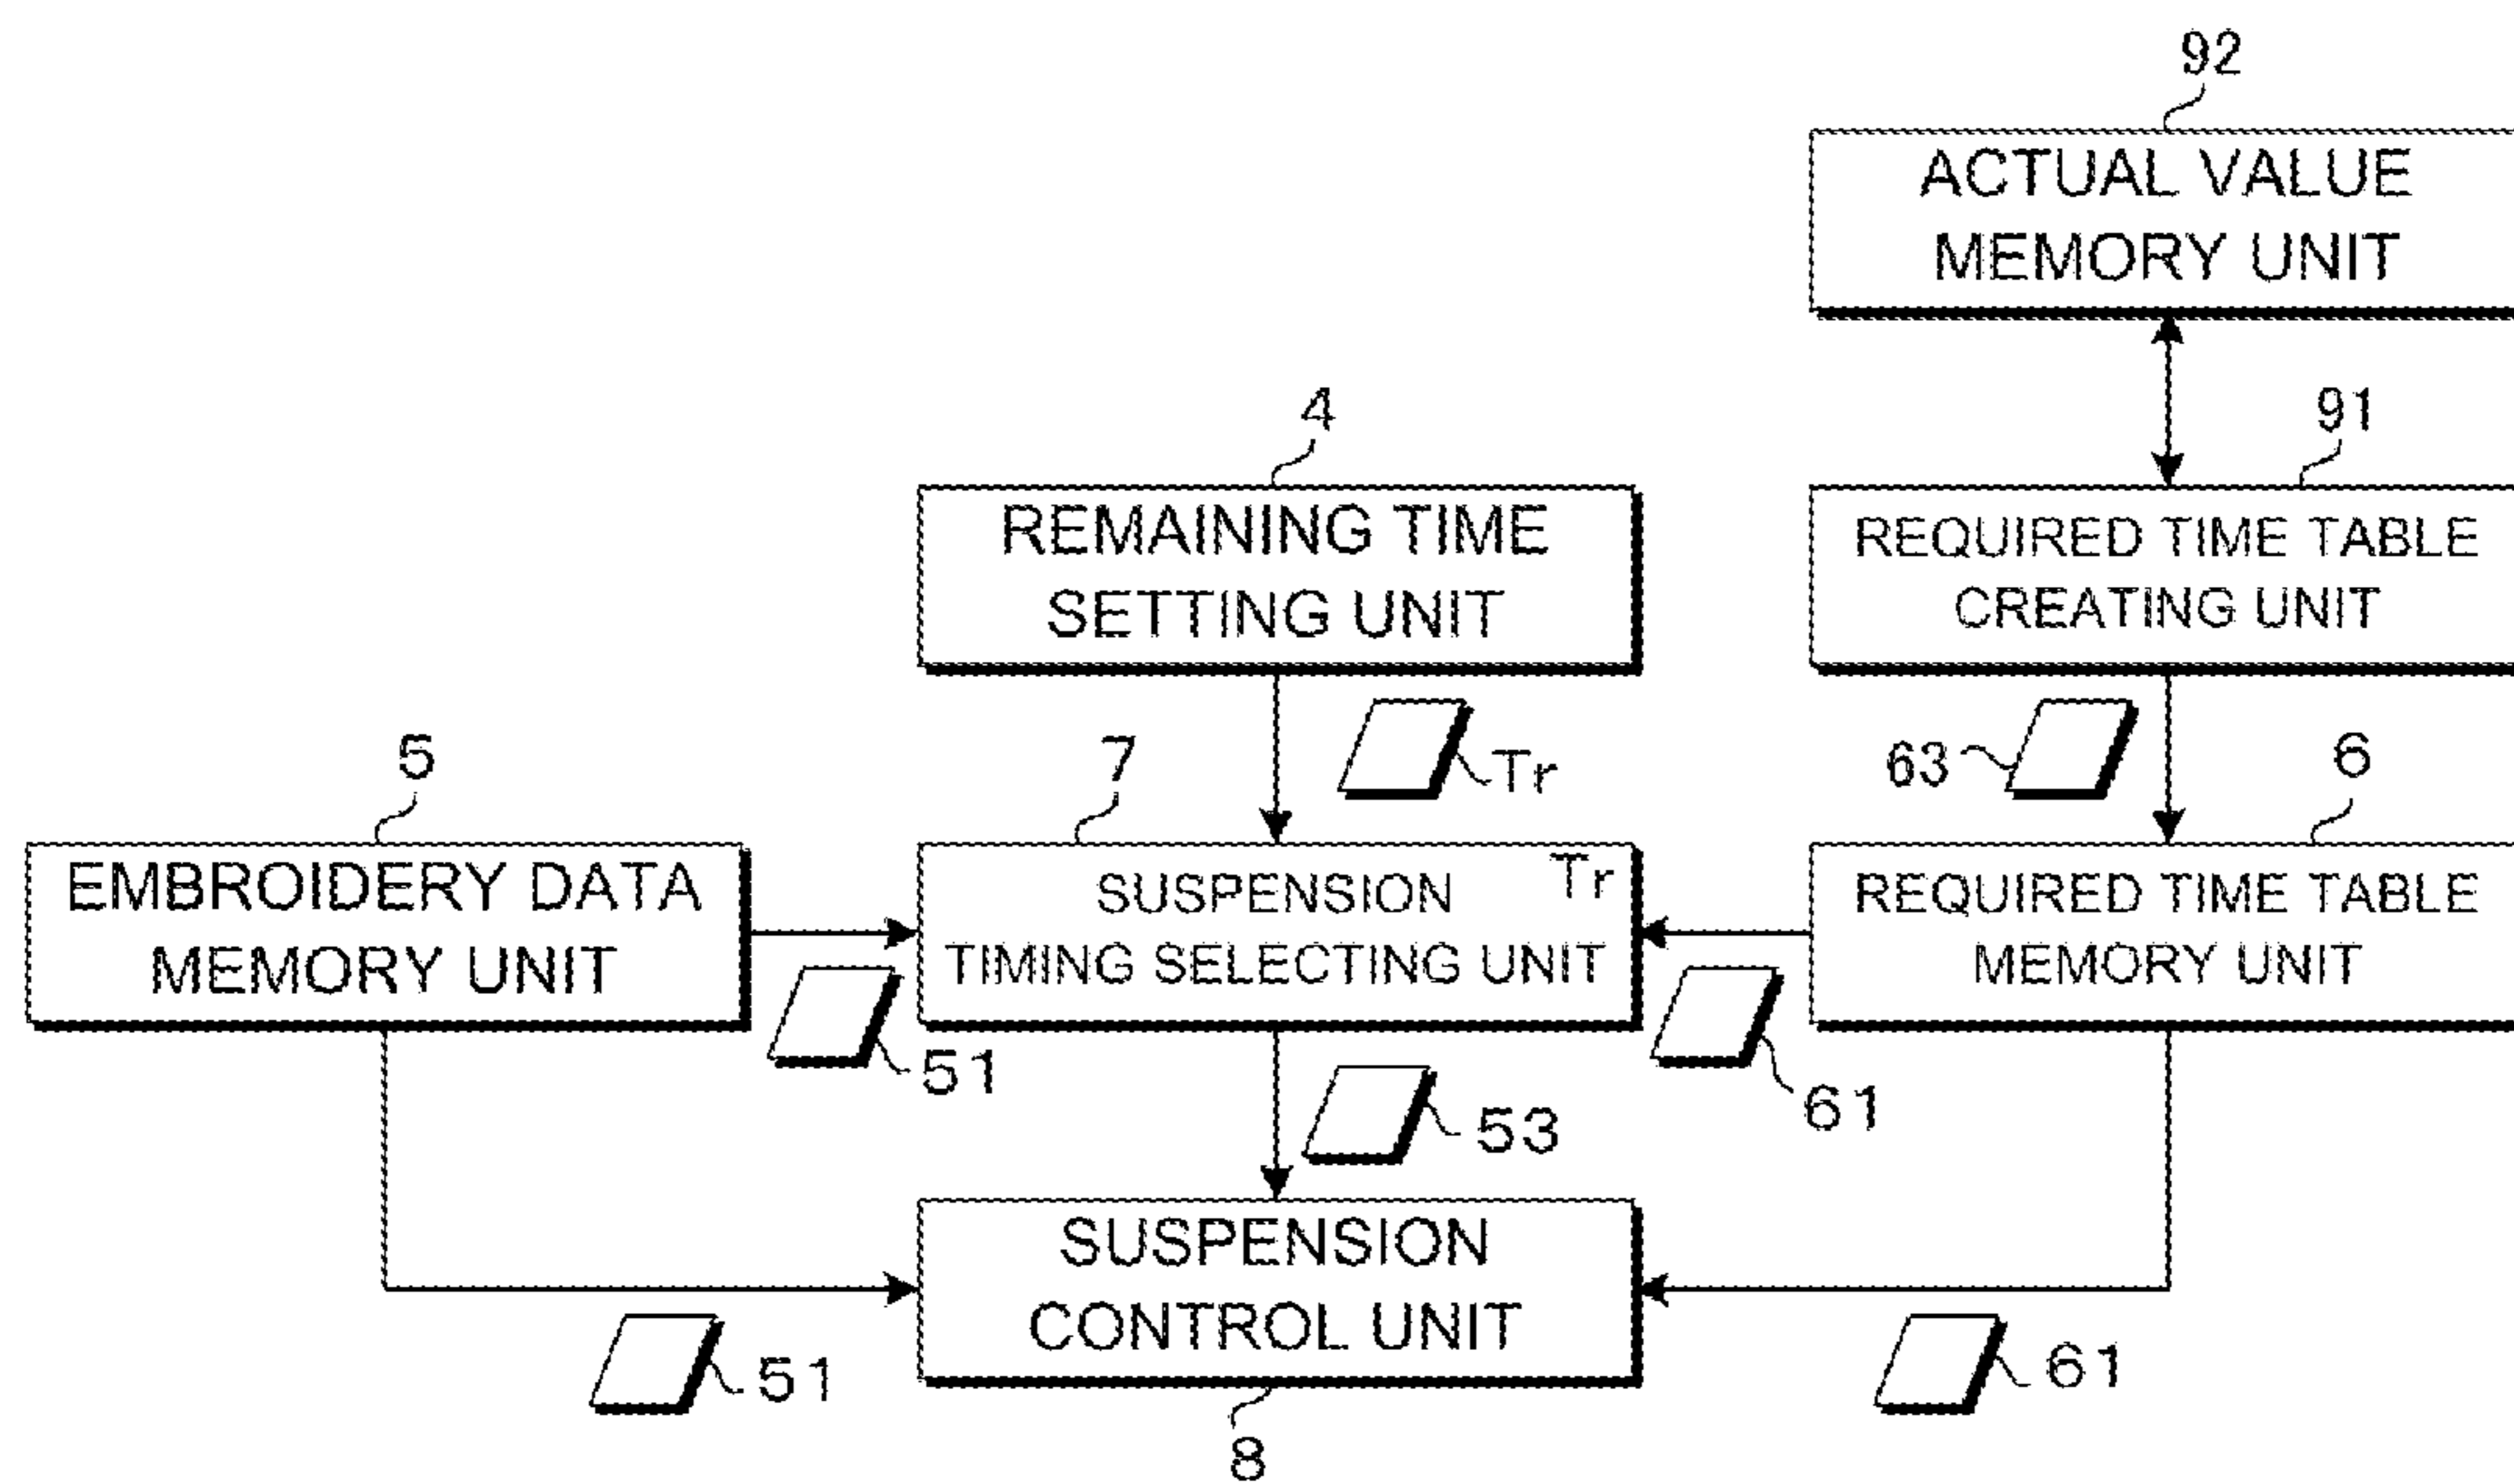 92
ACTUAL VALUE
MEMORY UNIT
4
91
REMAINING TIME
SETTING UNIT
REQUIRED TIME TABLE
CREATING UNIT
5
7
Tr
63
6
EMBROIDERY DATA
MEMORY UNIT
Tr
SUSPENSION
TIMING SELECTING UNIT
REQUIRED TIME TABLE
MEMORY UNIT
51
53
61
SUSPENSION
CONTROL UNIT
51
61
8